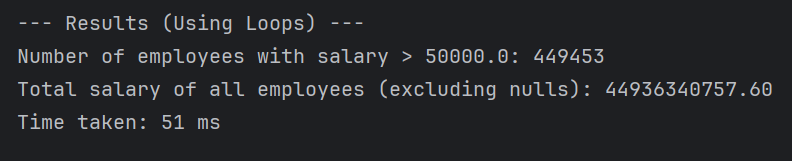 --- Results (Using Loops) ---
Number of employees with salary > 50000.0: 449453
Total salary of all employees (excluding nulls): 44936340757.60
Time taken: 51 ms